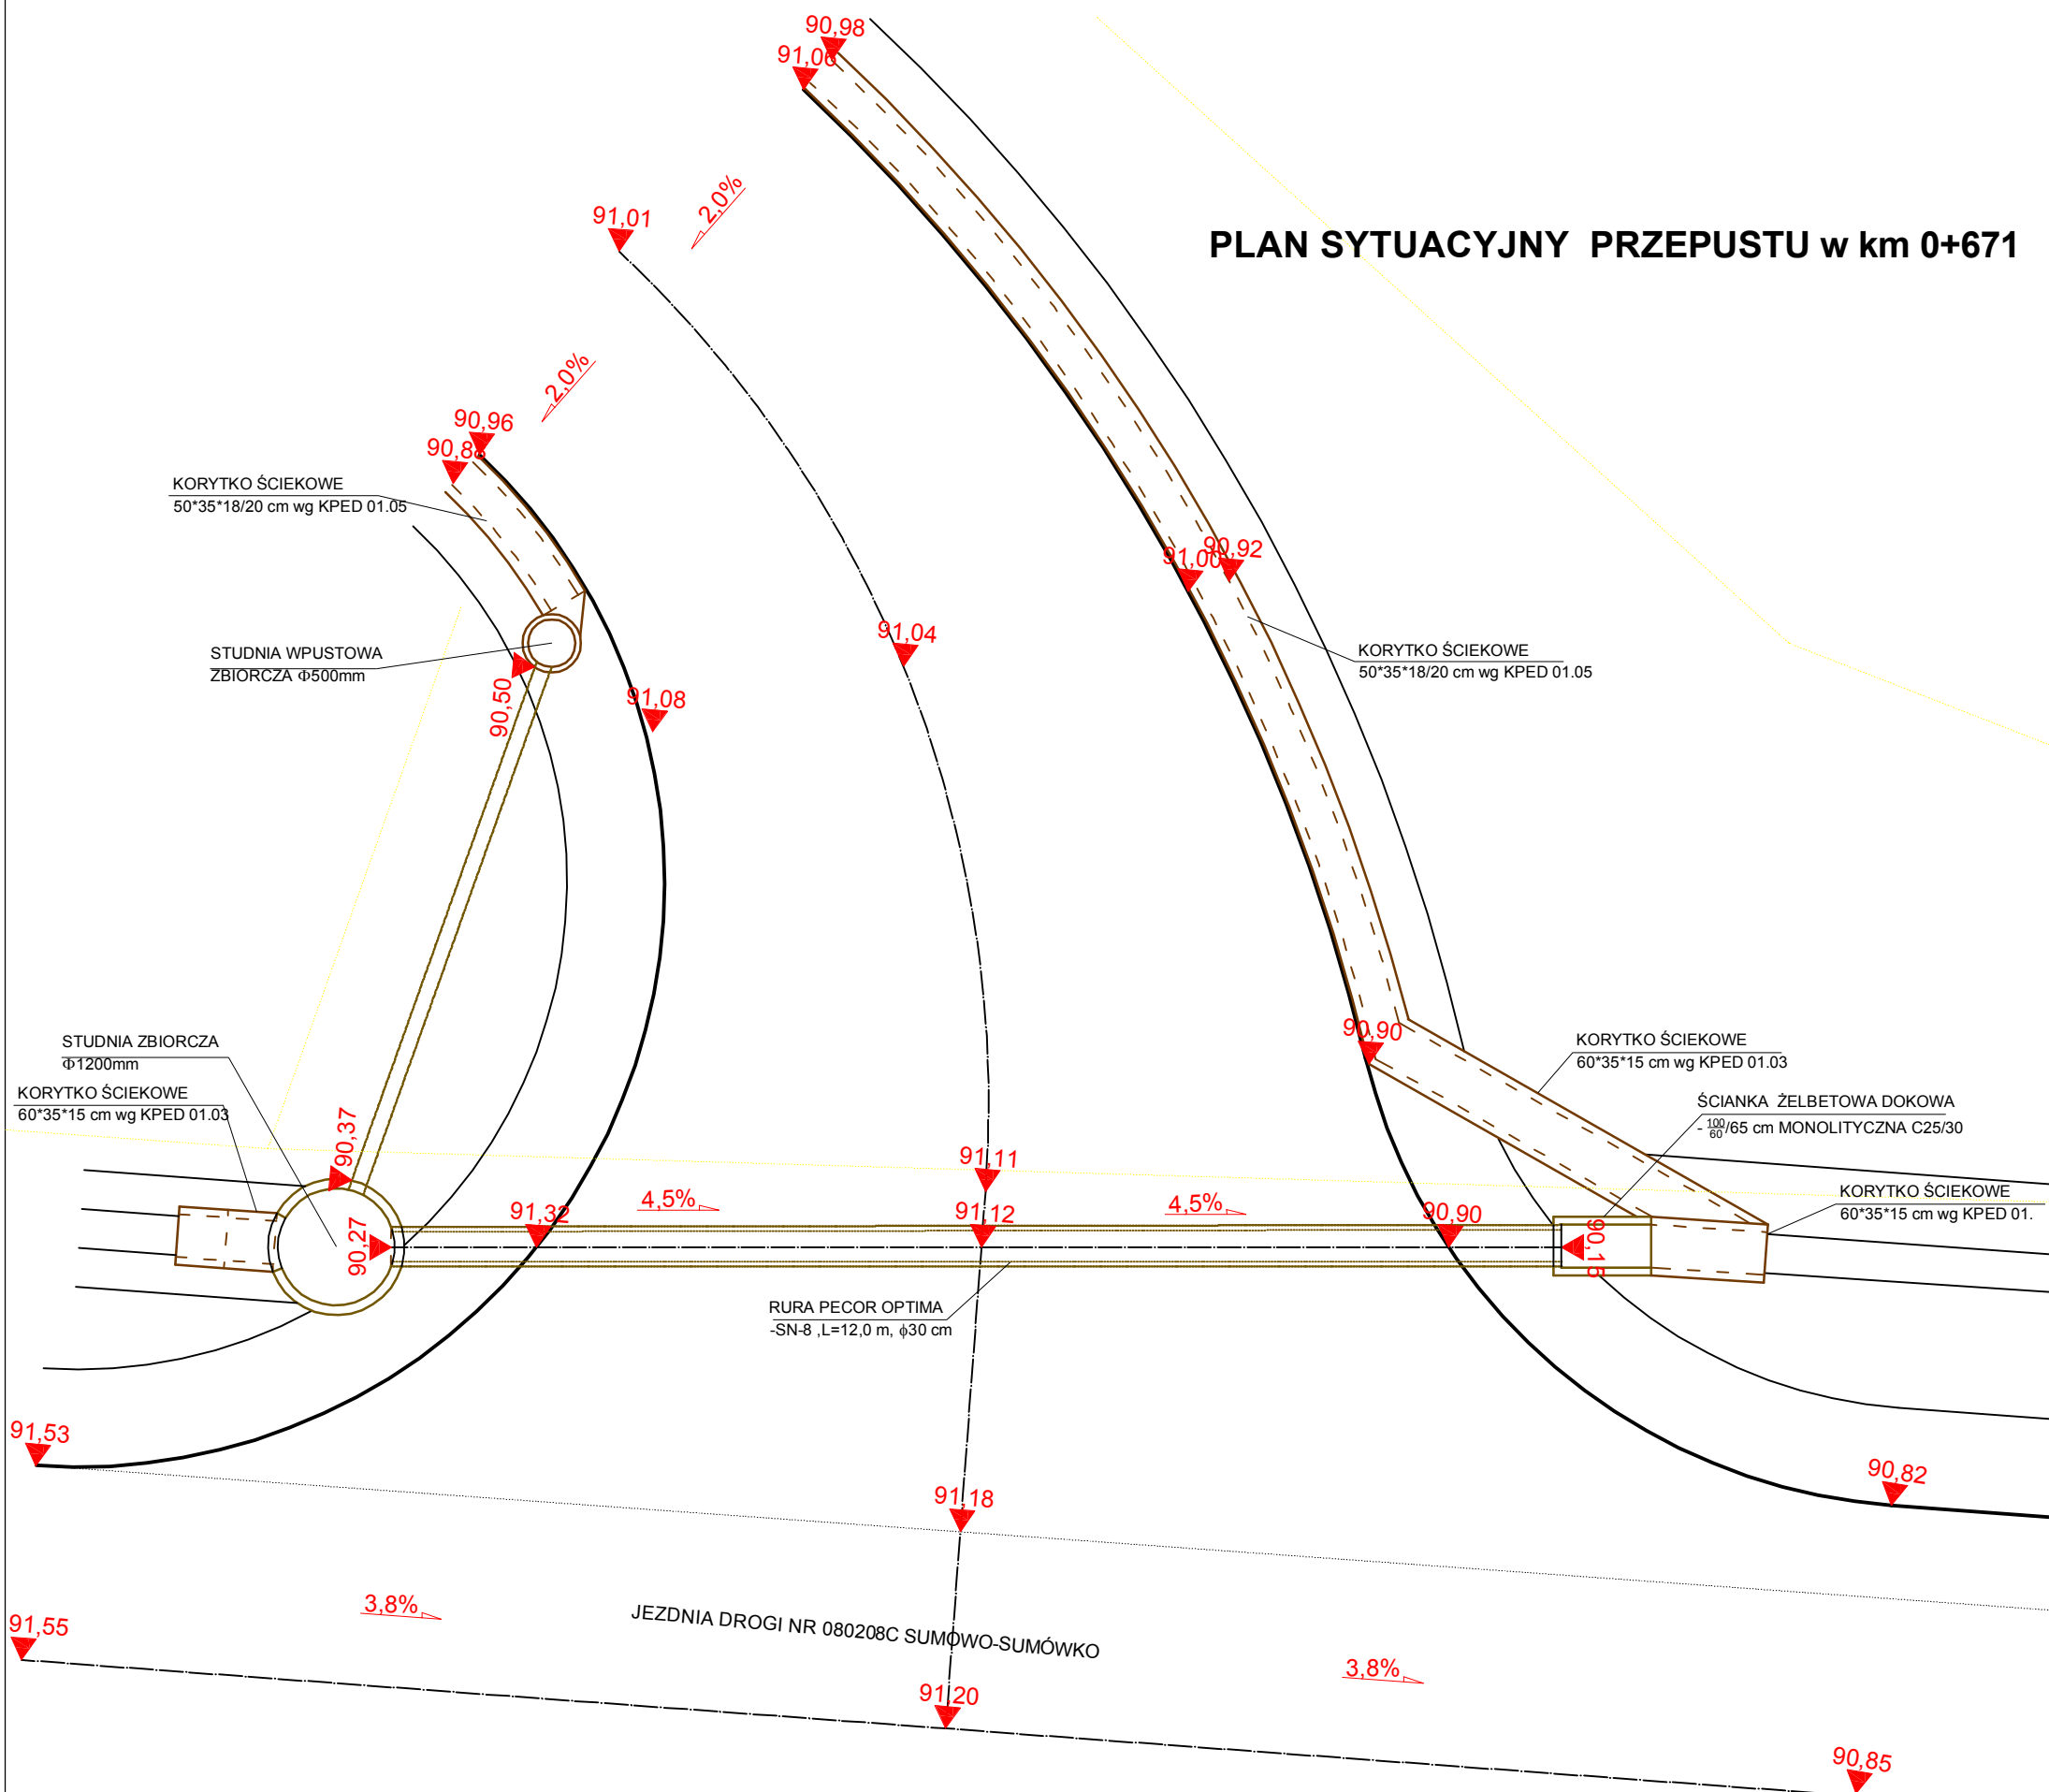 90,98
91,06
2,0%
91,01
PLAN SYTUACYJNY PRZEPUSTU w km 0+671
2,0%
90,96
KORYTKO ŚCIEKOWE
50*35*18/20 cm wg KPED 01.05
91,00
90,92
91,04
STUDNIA WPUSTOWA
ZBIORCZA Φ500mm
KORYTKO ŚCIEKOWE
50*35*18/20 cm wg KPED 01.05
90,50
91,08
90,90
STUDNIA ZBIORCZA
Φ1200mm
KORYTKO ŚCIEKOWE
60*35*15 cm wg KPED 01.03
KORYTKO ŚCIEKOWE
60*35*15 cm wg KPED 01.03
ŚCIANKA ŻELBETOWA DOKOWA
- 100/60/65 cm MONOLITYCZNA C25/30
90,37
91,11
KORYTKO ŚCIEKOWE
60*35*15 cm wg KPED 01.
90,27
91,32
4,5%
91,12
4,5%
90,90
90,15
RURA PECOR OPTIMA
-SN-8 ,L=12,0 m, ϕ30 cm
91,53
90,82
91,18
3,8%
JEZDNIA DROGI NR 080208C SUMOWO-SUMÓWKO
91,55
3,8%
91,20
90,85